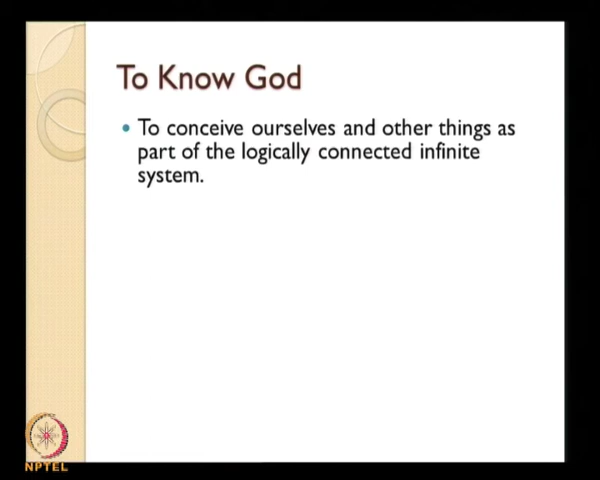 To Know God
To conceive ourselves and other things as
part of the logically connected infinite
system.
NPTEL